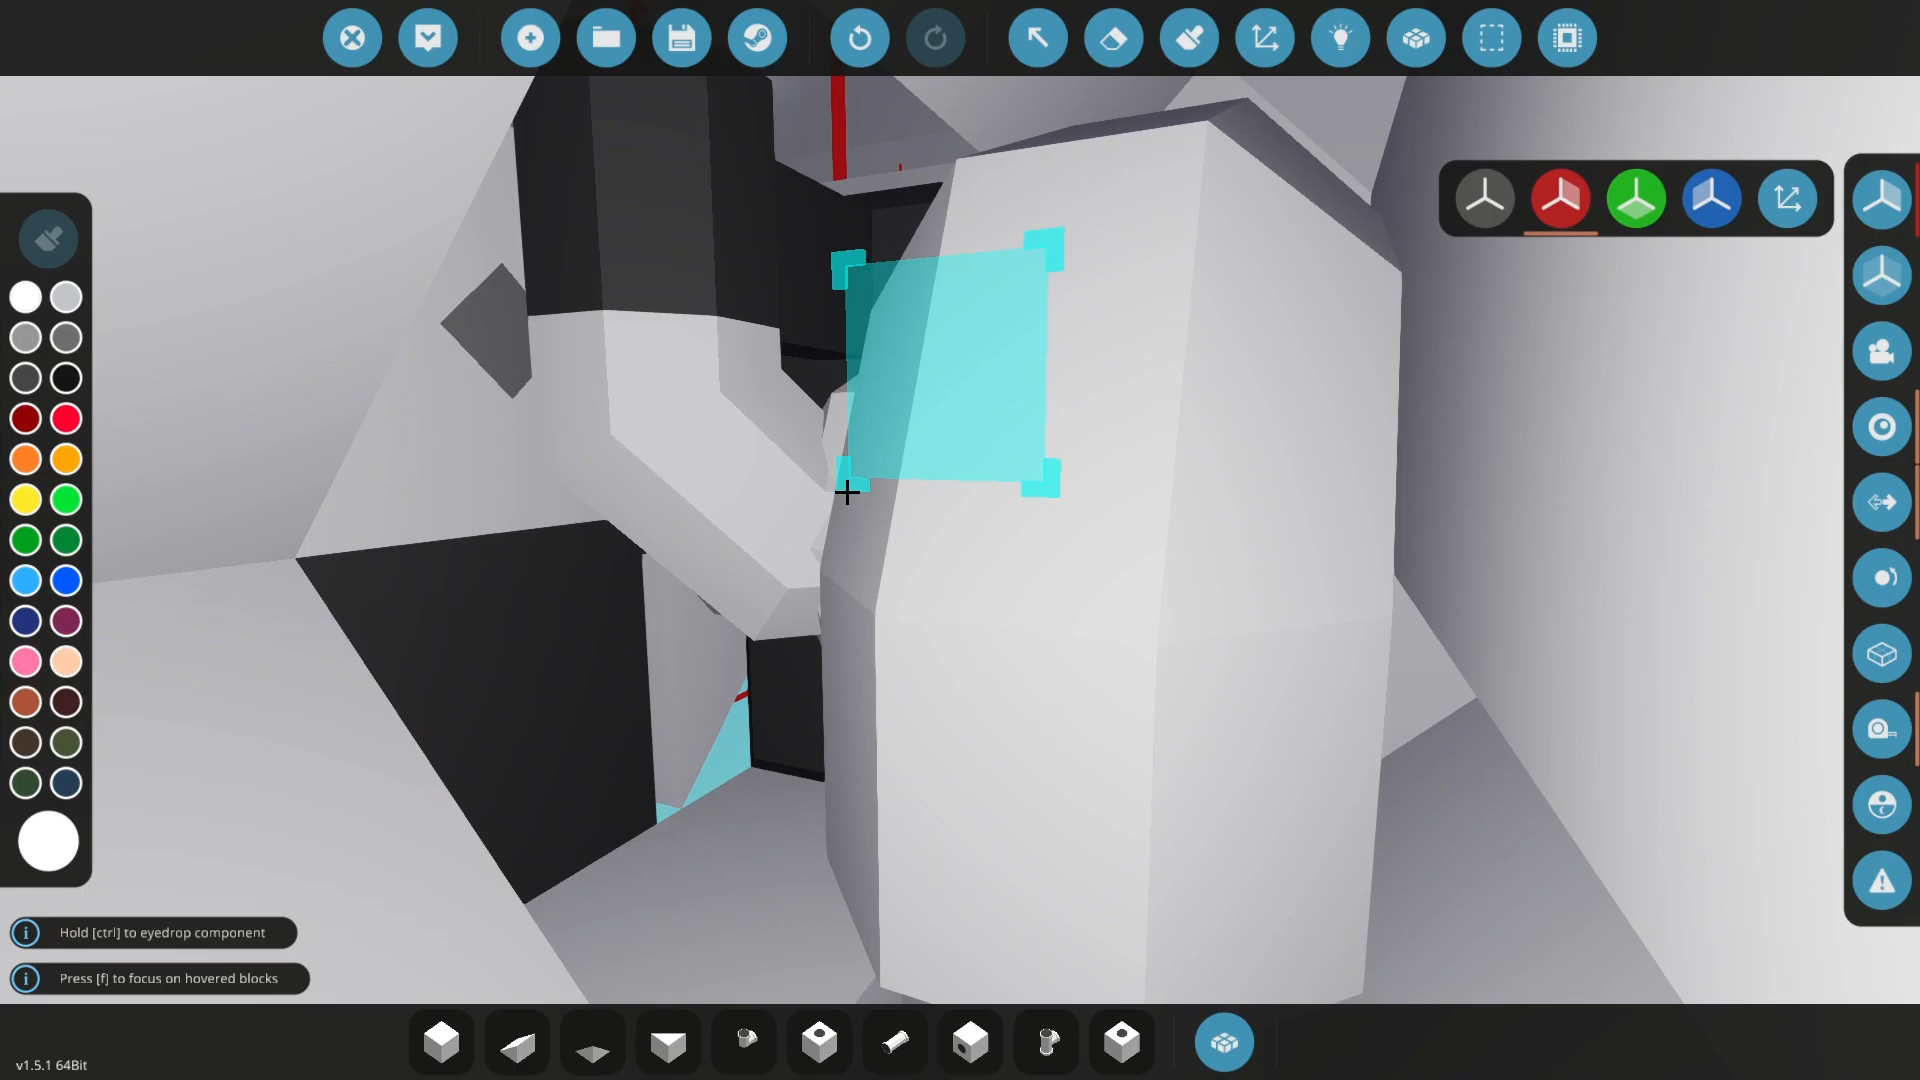 Hold [ctrl] to eyedrop component
Press [f] to focus on hovered blocks
v1.5.1 64Bit